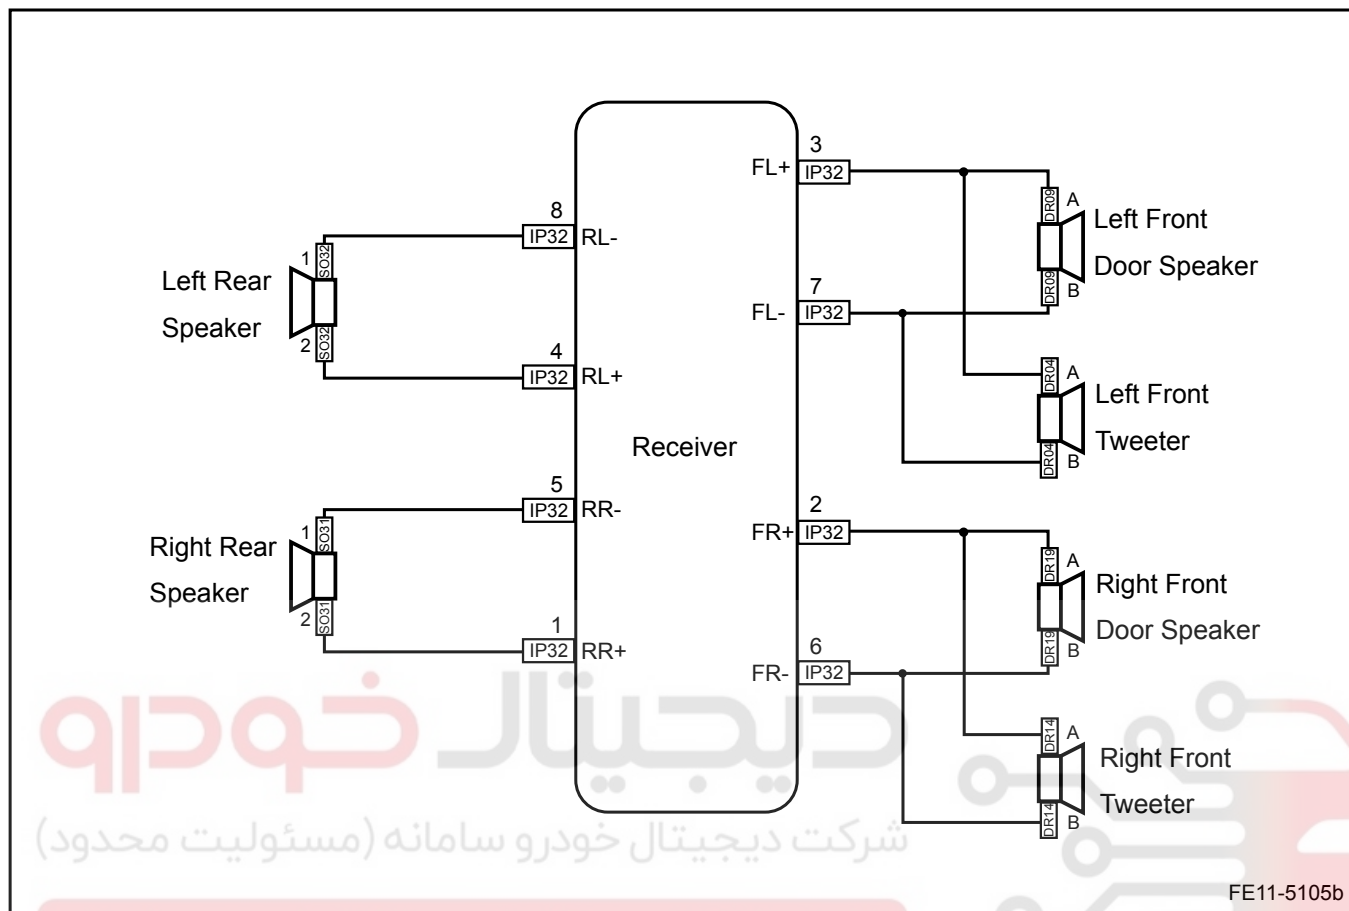 8
IP32
RL-
1
SO32
Left Rear
Speaker
2
SO32
4
IP32
RL+
5
IP32
RR-
1
SO31
Right Rear
Speaker
2
SO31
1
IP32
RR+
Receiver
3
FL+
IP32
DR09
A
Left Front
Door Speaker
DR09
B
7
FL-
IP32
DR04
A
Left Front
Tweeter
DR04
B
2
FR+
IP32
DR19
A
Right Front
Door Speaker
DR19
B
6
FR-
IP32
DR14
A
Right Front
Tweeter
DR14
B
دیجیتال خودرو
شرکت دیجیتال خودرو سامانه (مسئولیت محدود)
FE11-5105b